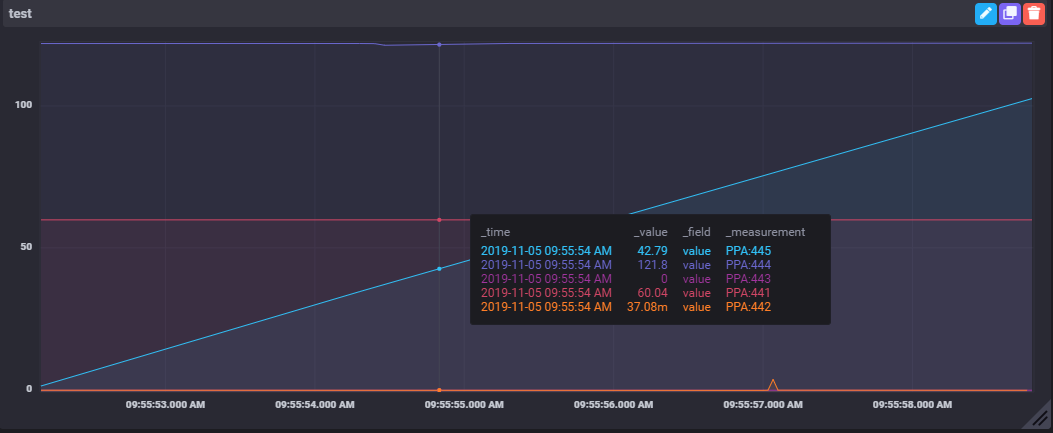 test
100
50
0
_time _value _field _measurement
2019-11-05 09:55:54 AM 42.79 value PPA:445
2019-11-05 09:55:54 AM 121.8 value PPA:444
2019-11-05 09:55:54 AM 0 value PPA:443
2019-11-05 09:55:54 AM 60.04 value PPA:441
2019-11-05 09:55:54 AM 37.08m value PPA:442
09:55:53.000 AM 09:55:54.000 AM 09:55:55.000 AM 09:55:56.000 AM 09:55:57.000 AM 09:55:58.000 AM